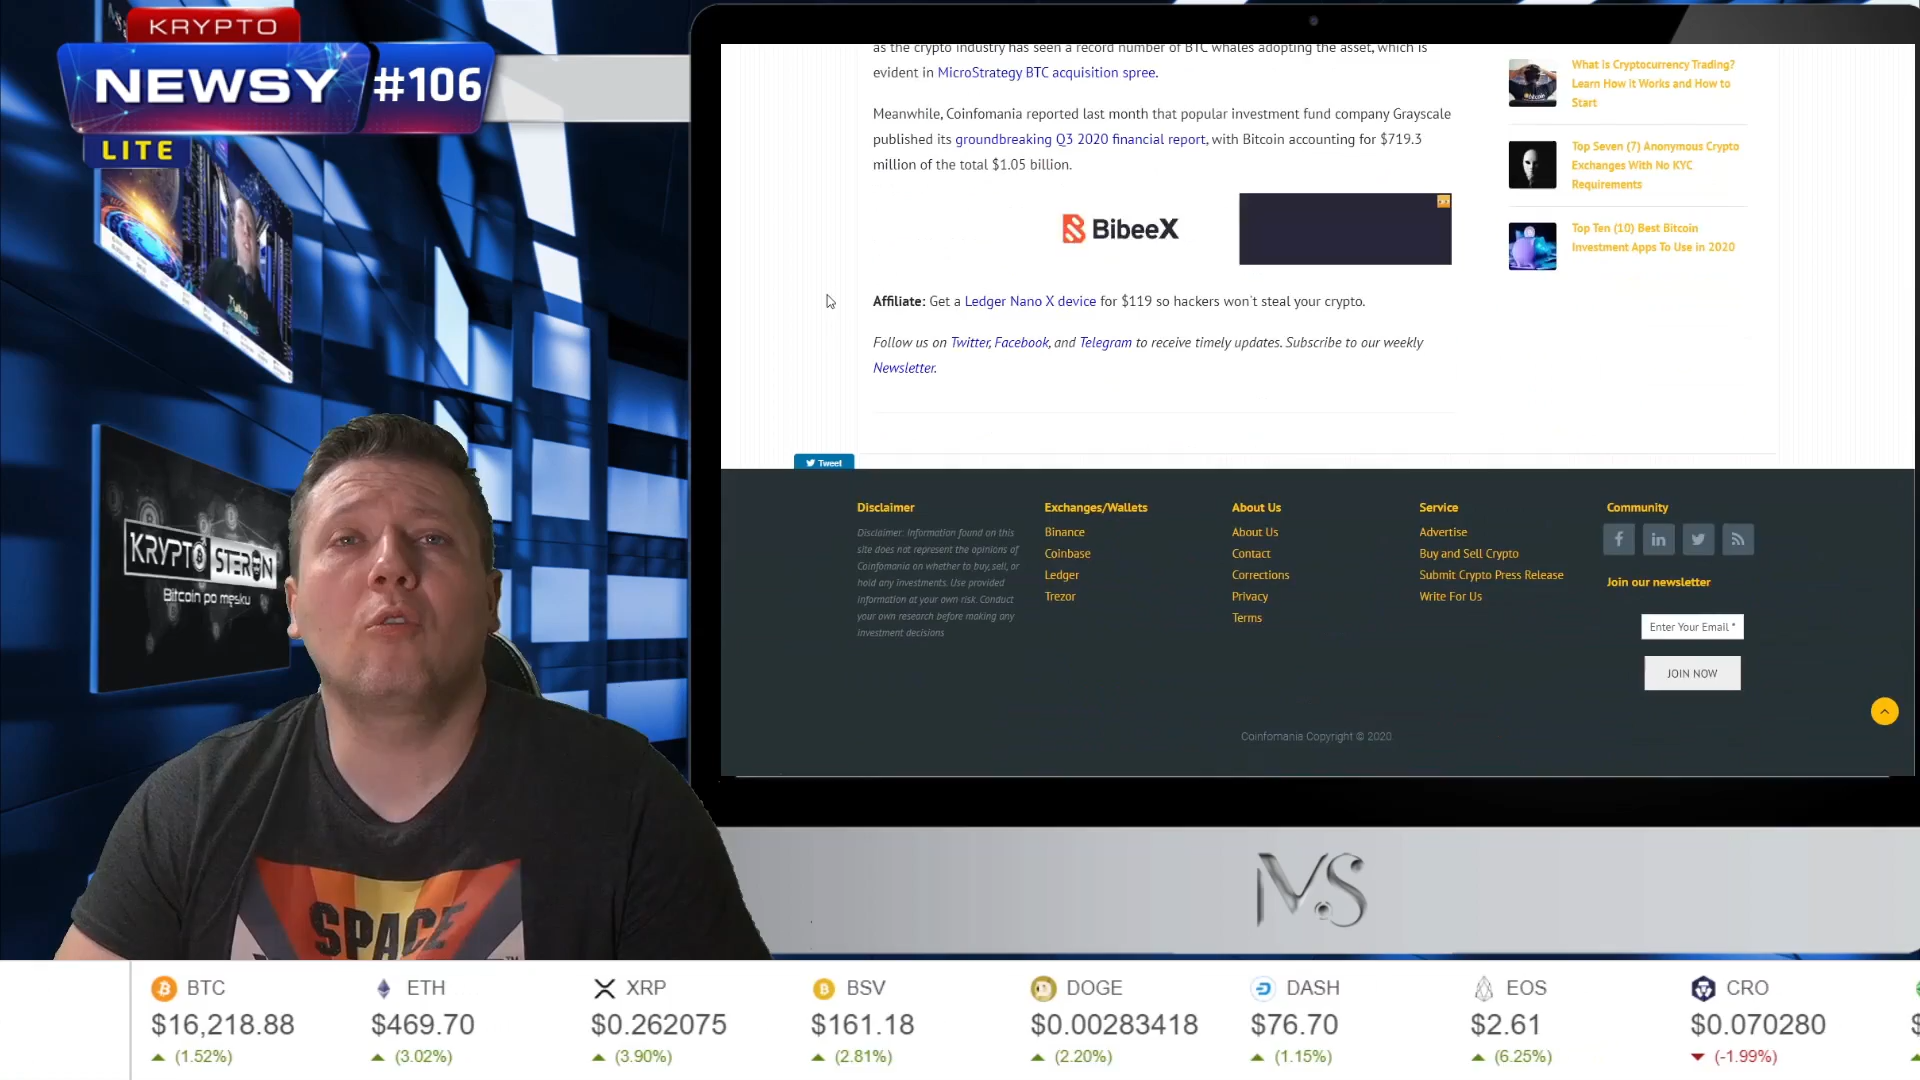 KRYPTO
NEWSY #106
LITE
KRYPTO STERON
Bitcoin po męsku
SPACE
as the crypto industry has seen a record number of BTC whales adopting the asset, which is
evident in MicroStrategy BTC acquisition spree.
Meanwhile, Coinfomania reported last month that popular investment fund company Grayscale
published its groundbreaking Q3 2020 financial report, with Bitcoin accounting for $719.3
million of the total $1.05 billion.
BibeeX
Affiliate: Get a Ledger Nano X device for $119 so hackers won't steal your crypto.
Follow us on Twitter, Facebook, and Telegram to receive timely updates. Subscribe to our weekly
Newsletter.
What is Cryptocurrency Trading?
Learn How it Works and How to
Start
Top Seven (7) Anonymous Crypto
Exchanges With No KYC
Requirements
Top Ten (10) Best Bitcoin
Investment Apps To Use in 2020
Tweet
Disclaimer
Disclaimer: Information found on this
site does not represent the opinions of
Coinfomania on whether to buy, sell, or
hold any investments. Use provided
information at your own risk. Conduct
your own research before making any
investment decisions
Exchanges/Wallets
Binance
Coinbase
Ledger
Trezor
About Us
About Us
Contact
Corrections
Privacy
Terms
Service
Advertise
Buy and Sell Crypto
Submit Crypto Press Release
Write For Us
Community
Join our newsletter
Enter Your Email *
JOIN NOW
Coinfomania Copyright © 2020
M.S
BTC ETH XRP BSV DOGE DASH EOS CRO
$16,218.88 $469.70 $0.262075 $161.18 $0.00283418 $76.70 $2.61 $0.070280
(1.52%) (3.02%) (3.90%) (2.81%) (2.20%) (1.15%) (6.25%) (-1.99%)